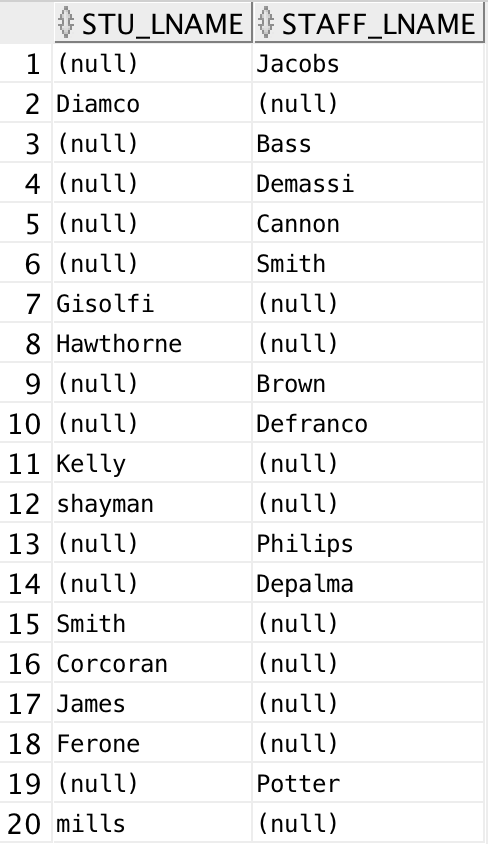 STU_LNAME STAFF_LNAME
1 (null) Jacobs
2 Diamco (null)
3 (null) Bass
4 (null) Demassi
5 (null) Cannon
6 (null) Smith
7 Gisolfi (null)
8 Hawthorne (null)
9 (null) Brown
10 (null) Defranco
11 Kelly (null)
12 shayman (null)
13 (null) Philips
14 (null) Depalma
15 Smith (null)
16 Corcoran (null)
17 James (null)
18 Ferone (null)
19 (null) Potter
20 mills (null)